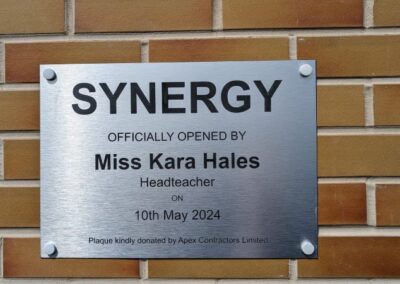 SYNERGY
OFFICIALLY OPENED BY
Miss Kara Hales
Headteacher
ON
10th May 2024
Plaque kindly donated by Apex Contractors Limited